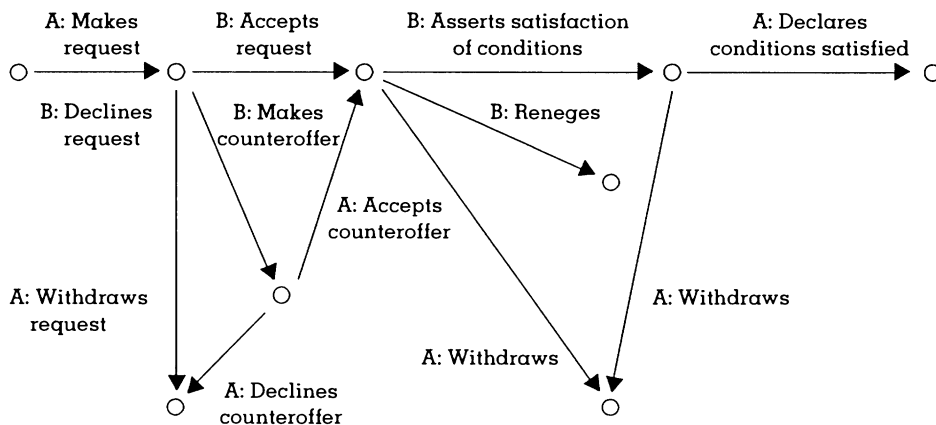 A: Makes
request
B: Accepts
request
B: Asserts satisfaction
of conditions
A: Declares
conditions satisfied
B: Declines
request
B: Makes
counteroffer
B: Reneges
A: Accepts
counteroffer
A: Withdraws
request
A: Withdraws
A: Withdraws
A: Declines
counteroffer